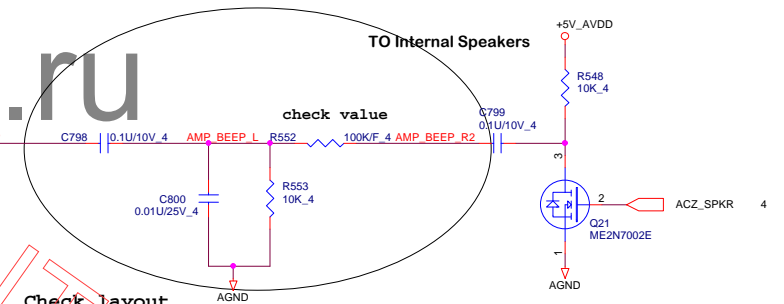 +5V_AVDD
TO Internal Speakers
.ru
R548
10K_4
check value
C799
0.1U/10V_4
C798
0.1U/10V_4
AMP_BEEP_L
R552
100K/F_4
AMP_BEEP_R2
3
C800
0.01U/25V_4
R553
10K_4
2
ACZ_SPKR
4
Q21
ME2N7002E
1
AGND
AGND
Check layout